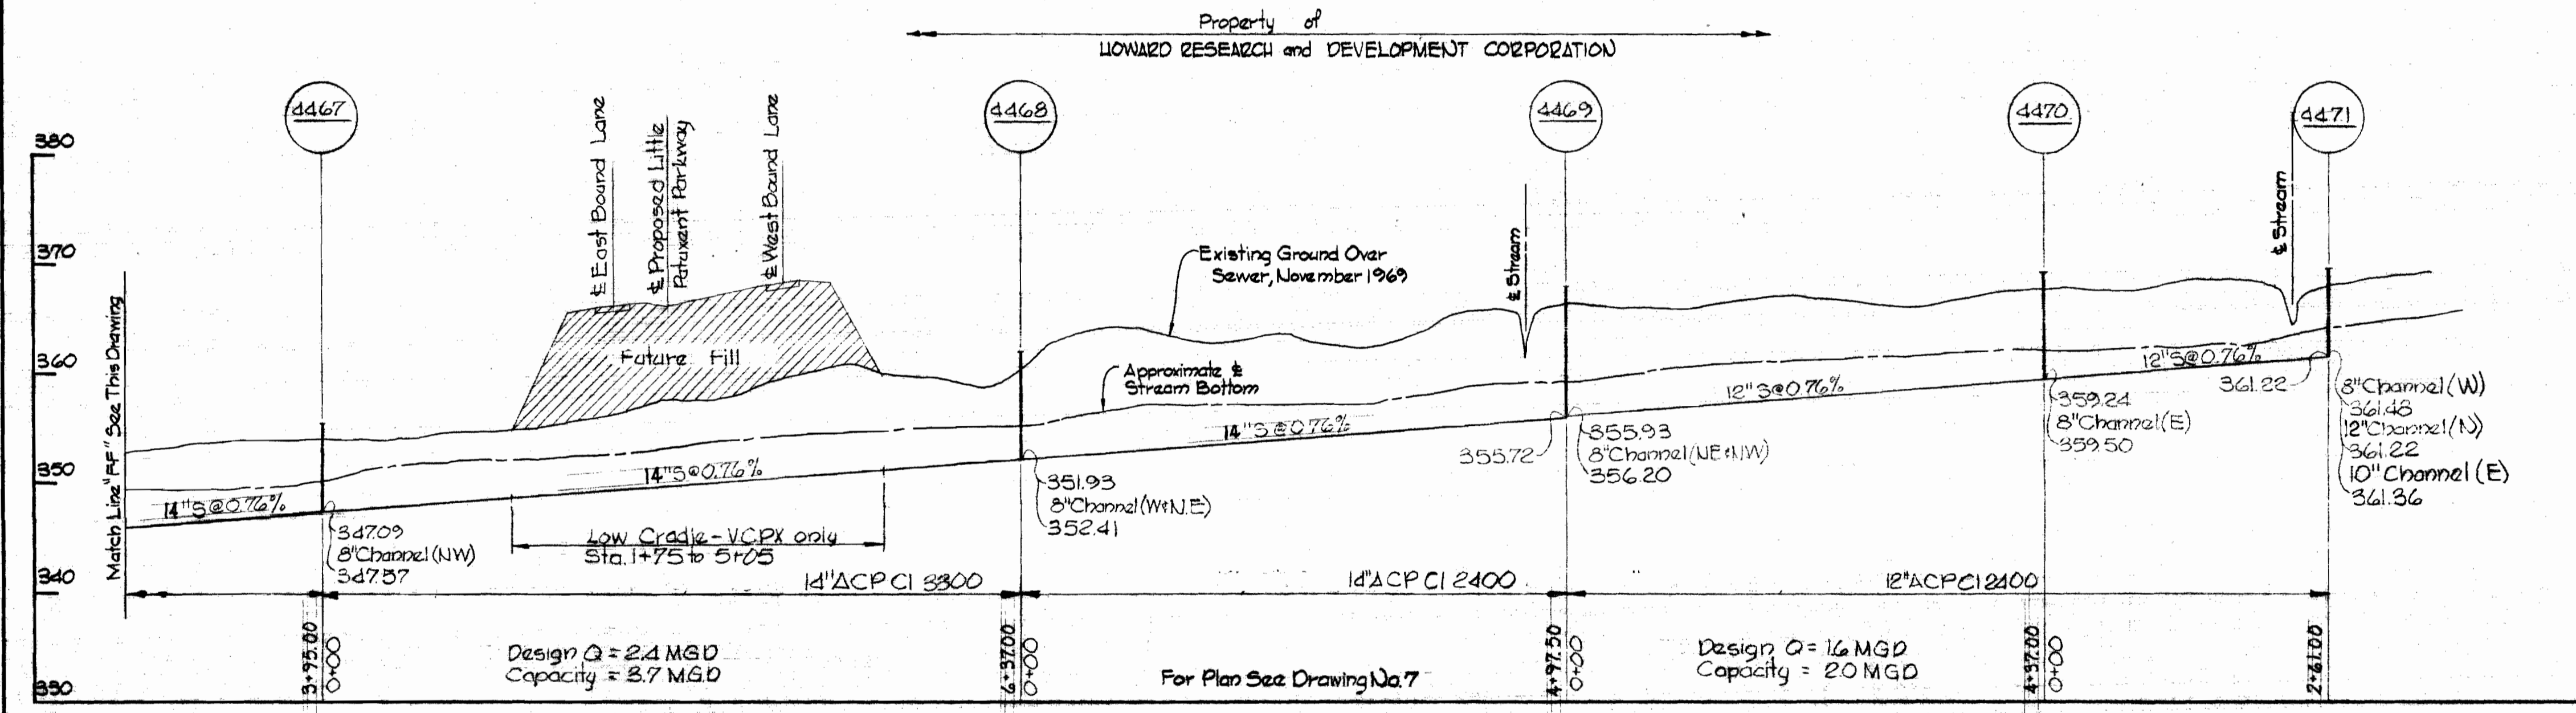 Property of
HOWARD RESEARCH and DEVELOPMENT CORPORATION
4467
4468
4469
4470
4471
380
370
360
350
340
330
Match Line "FF" See This Drawing
℄ East Bound Lane
℄ Proposed Little
Patuxent Parkway
℄ West Bound Lane
Future Fill
Existing Ground Over
Sewer, November 1969
Approximate ℄
Stream Bottom
℄ Stream
℄ Stream
14"S@0.76%
14"S@0.76%
14"S@0.76%
12"S@0.76%
12"S@0.76%
347.09
8"Channel(NW)
347.57
Low Cradle-VCPX only
Sta. 1+75 to 5+05
351.93
8"Channel(W&N.E)
352.41
355.72
355.93
8"Channel(NE&NW)
356.20
359.24
8"Channel(E)
359.50
361.22
8"Channel(W)
361.48
12"Channel(N)
361.22
10"Channel(E)
361.36
14"ACP Cl 3300
14"ACP Cl 2400
12"ACP Cl 2400
3+95.00
0+00
6+37.00
0+00
4+97.50
0+00
4+37.00
0+00
2+61.00
Design Q = 2.4 MGD
Capacity = 3.7 M.G.D
For Plan See Drawing No. 7
Design Q = 1.6 MGD
Capacity = 2.0 MGD